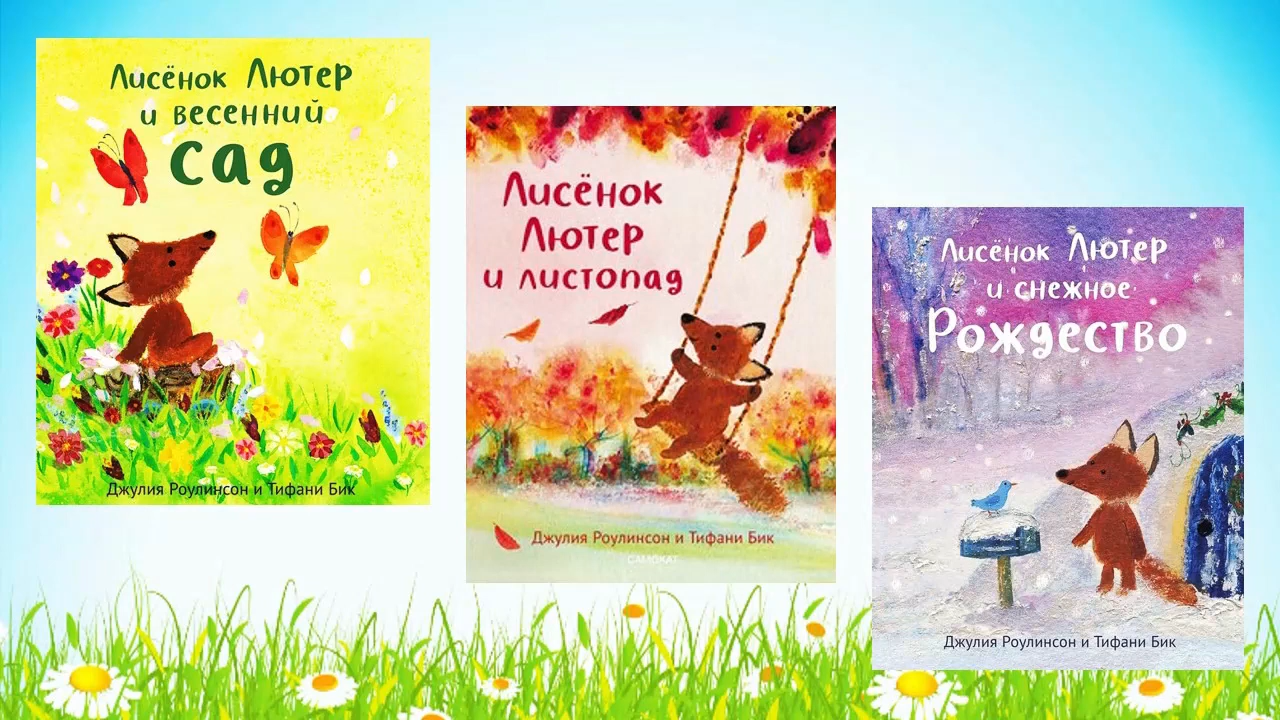 Лисёнок Лютер
и весенний
сад
Джулия Роулинсон и Тифани Бик
Лисёнок
Лютер
и листопад
Джулия Роулинсон и Тифани Бик
САМОКАТ
Лисёнок Лютер
и снежное
Рождество
Джулия Роулинсон и Тифани Бик